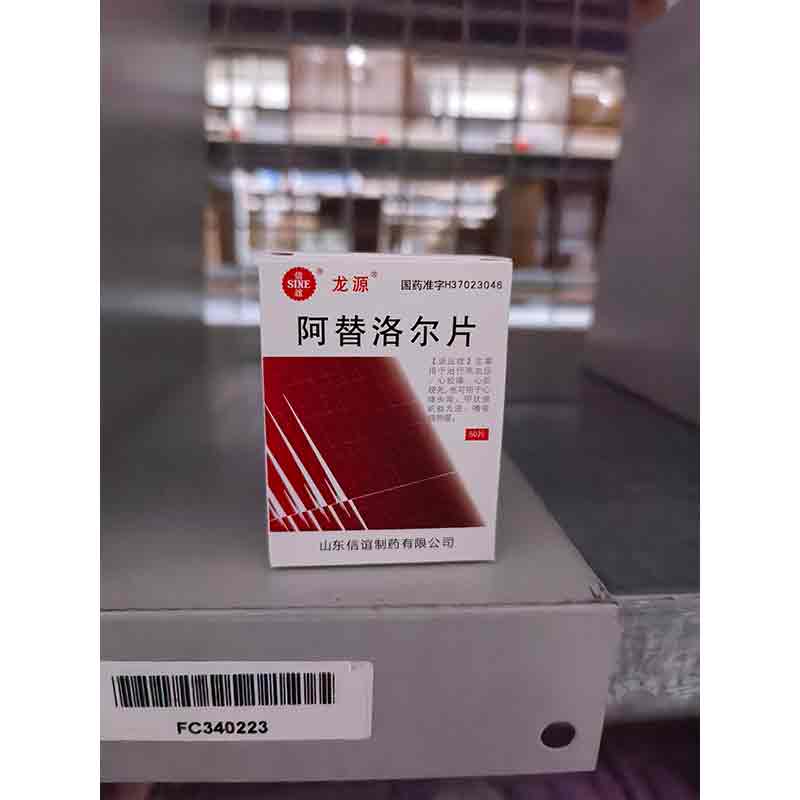 信
SINE
谊
®
龙源®
国药准字H37023046
阿替洛尔片
【适应症】主要
用于治疗高血压
、心绞痛、心肌
梗死,也可用于心
律失常、甲状腺
机能亢进、嗜铬
细胞瘤。
60片
山东信谊制药有限公司
FC340223